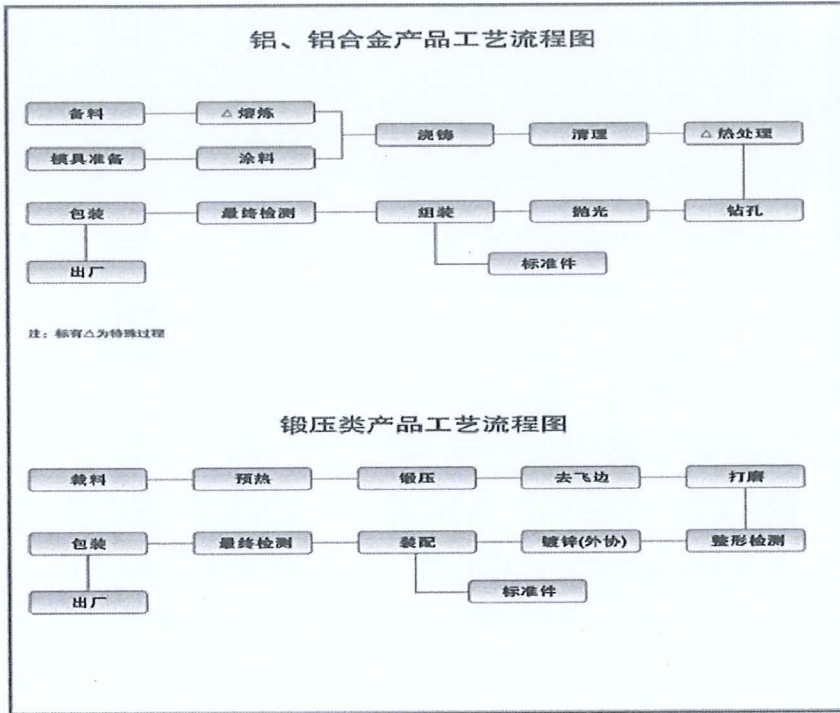 铝、铝合金产品工艺流程图
备料
△ 熔炼
浇铸
清理
△ 热处理
模具准备
涂料
包装
最终检测
组装
抛光
钻孔
出厂
标准件
注：标有△为特殊过程
锻压类产品工艺流程图
裁料
预热
锻压
去飞边
打磨
包装
最终检测
装配
镀锌(外协)
整形检测
出厂
标准件